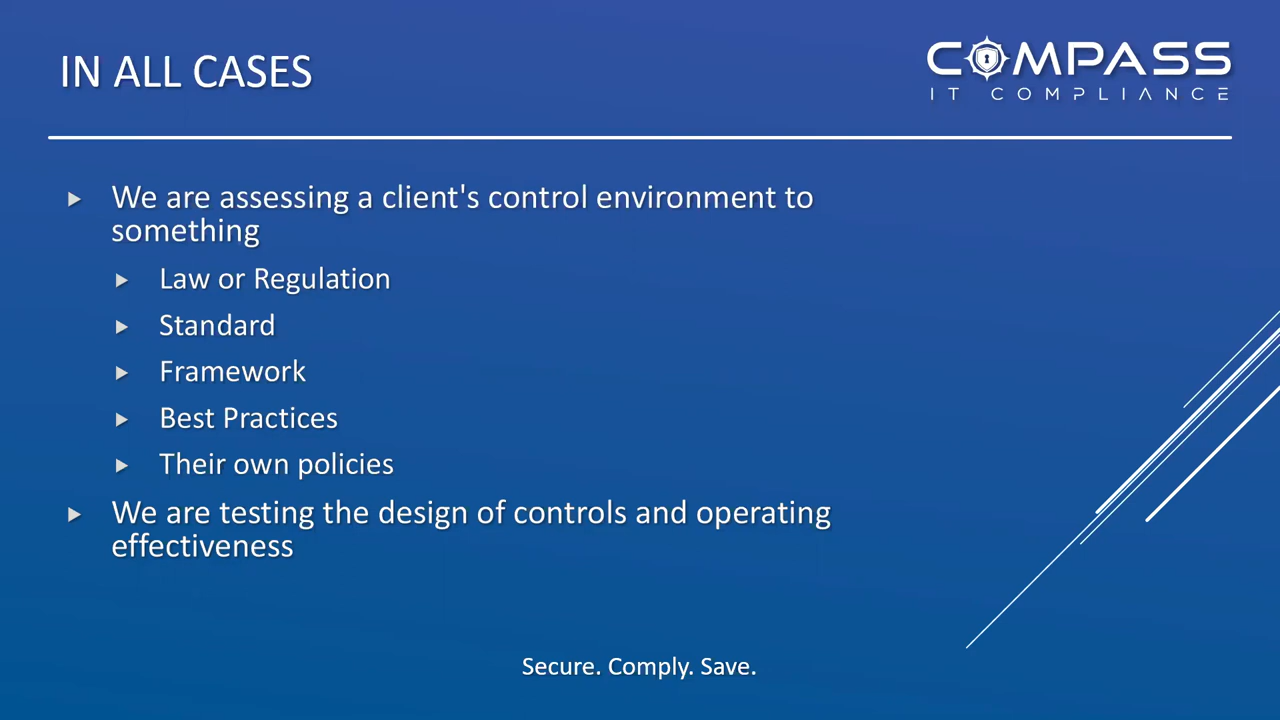 IN ALL CASES
COMPASS
IT COMPLIANCE
We are assessing a client's control environment to
something
Law or Regulation
Standard
Framework
Best Practices
Their own policies
We are testing the design of controls and operating
effectiveness
Secure. Comply. Save.